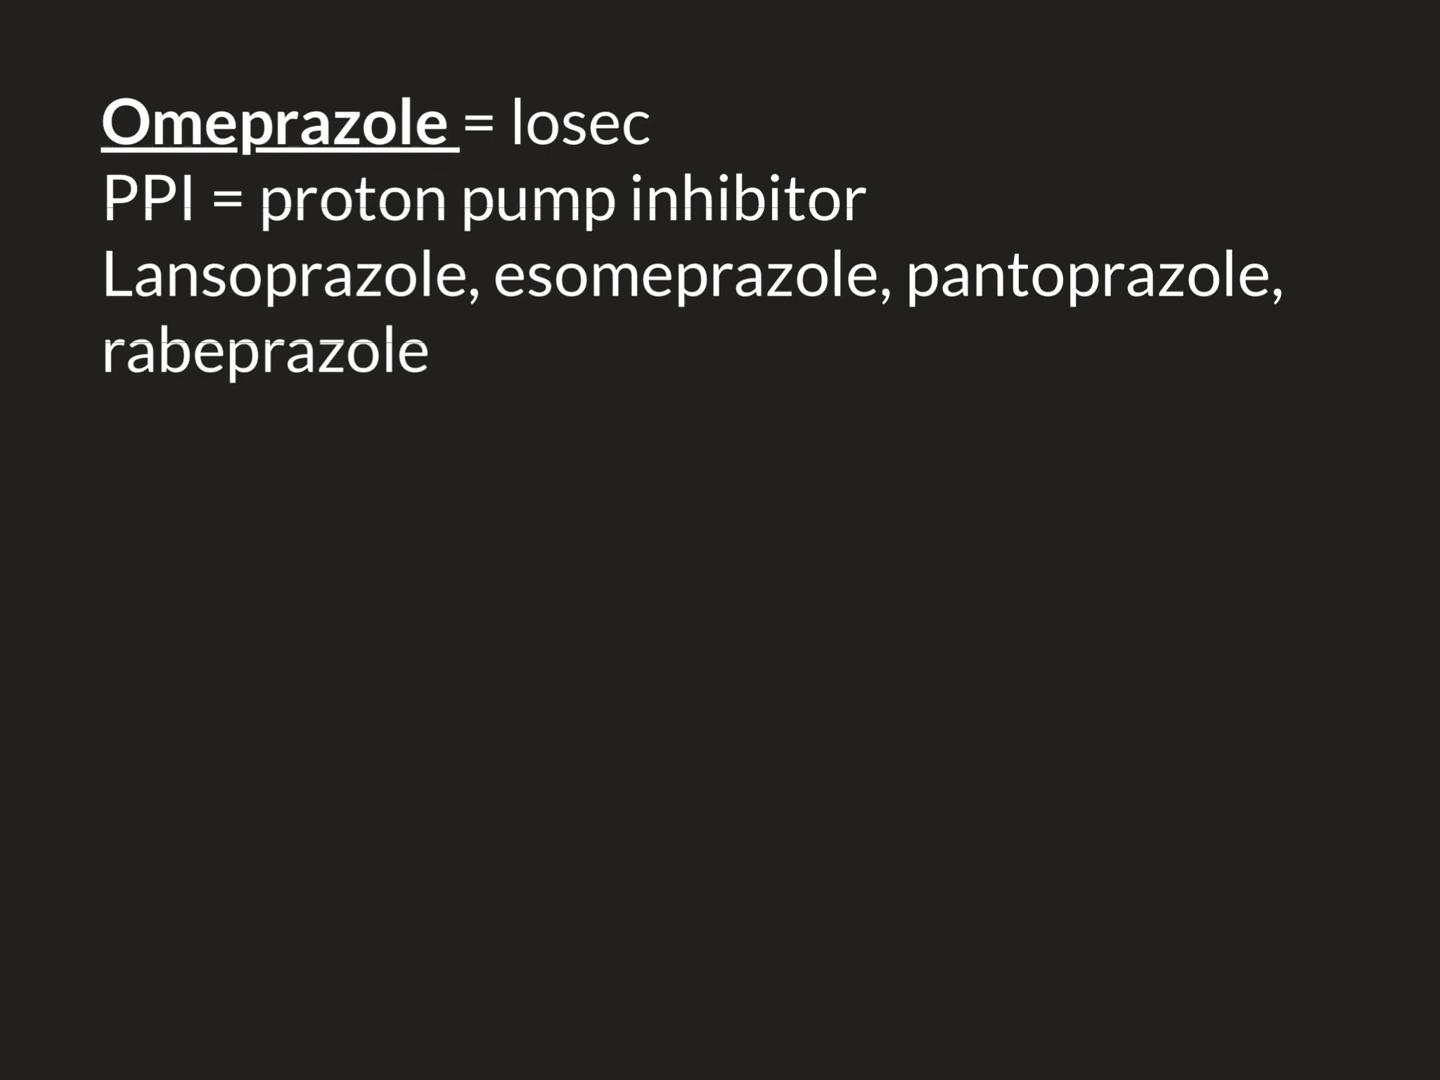 Omeprazole = losec
PPI = proton pump inhibitor
Lansoprazole, esomeprazole, pantoprazole,
rabeprazole